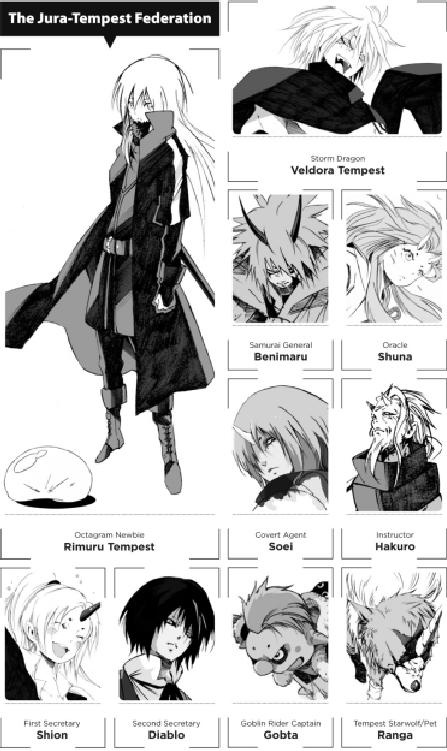 The Jura-Tempest Federation
Storm Dragon
Veldora Tempest
Samurai General
Benimaru
Oracle
Shuna
Octagram Newbie
Rimuru Tempest
Covert Agent
Soei
Instructor
Hakuro
First Secretary
Shion
Second Secretary
Diablo
Goblin Rider Captain
Gobta
Tempest Starwolf/Pet
Ranga